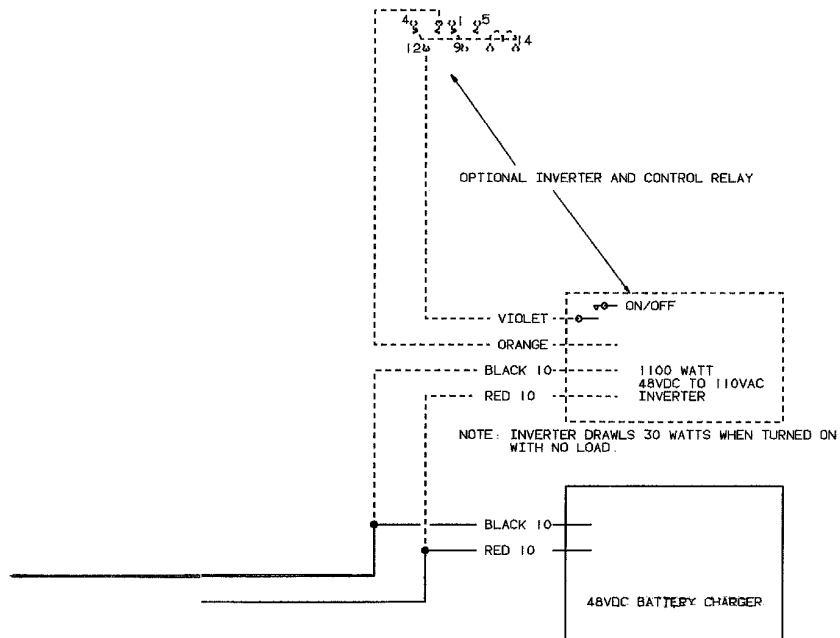 4 1 5
12 9 14
OPTIONAL INVERTER AND CONTROL RELAY
ON/OFF
VIOLET
ORANGE
BLACK 10
1100 WATT
48VDC TO 110VAC
RED 10
INVERTER
NOTE: INVERTER DRAWLS 30 WATTS WHEN TURNED ON
WITH NO LOAD.
BLACK 10
RED 10
48VDC BATTERY CHARGER